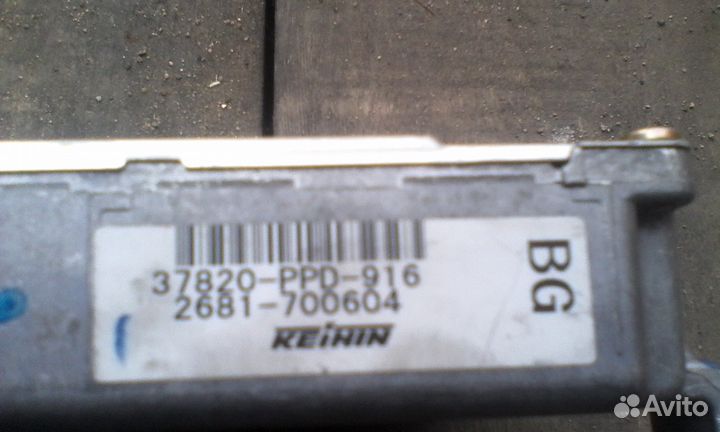 37820-PPD-916
2681-700604
KEIHIN
BG
Avito